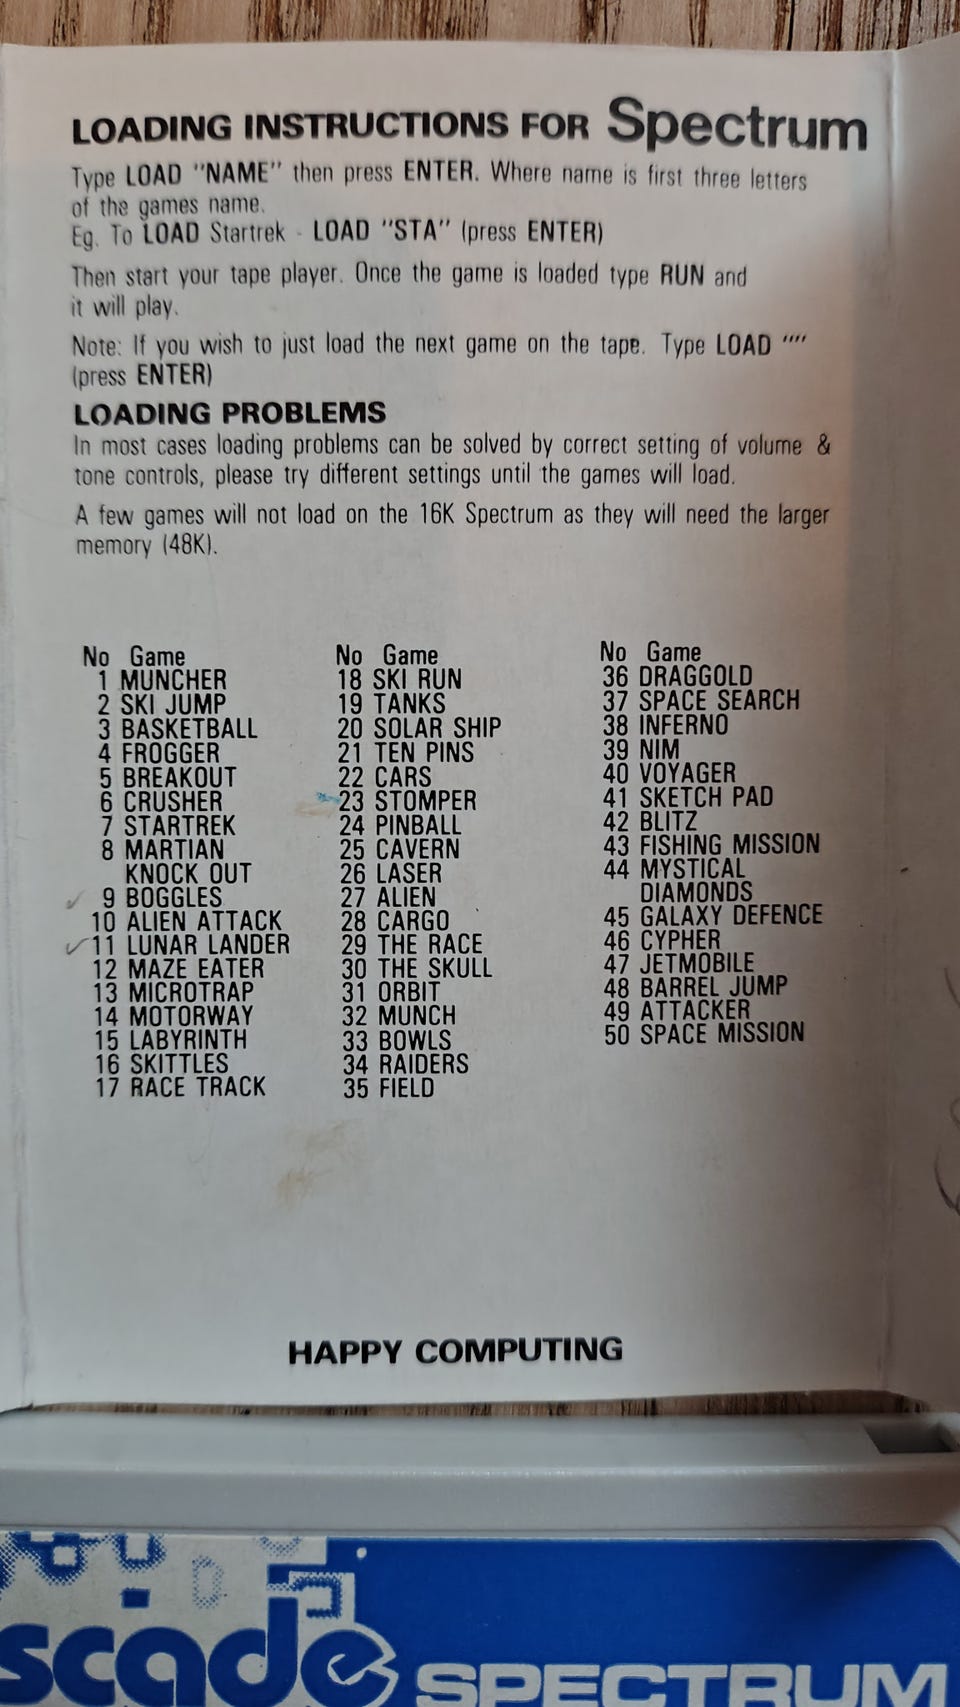 LOADING INSTRUCTIONS FOR Spectrum
Type LOAD "NAME" then press ENTER. Where name is first three letters
of the games name.
Eg. To LOAD Startrek - LOAD "STA" (press ENTER)
Then start your tape player. Once the game is loaded type RUN and
it will play.
Note: If you wish to just load the next game on the tape. Type LOAD ""
(press ENTER)
LOADING PROBLEMS
In most cases loading problems can be solved by correct setting of volume &
tone controls, please try different settings until the games will load.
A few games will not load on the 16K Spectrum as they will need the larger
memory (48K).
No Game
1 MUNCHER
2 SKI JUMP
3 BASKETBALL
4 FROGGER
5 BREAKOUT
6 CRUSHER
7 STARTREK
8 MARTIAN
KNOCK OUT
9 BOGGLES
10 ALIEN ATTACK
11 LUNAR LANDER
12 MAZE EATER
13 MICROTRAP
14 MOTORWAY
15 LABYRINTH
16 SKITTLES
17 RACE TRACK
No Game
18 SKI RUN
19 TANKS
20 SOLAR SHIP
21 TEN PINS
22 CARS
23 STOMPER
24 PINBALL
25 CAVERN
26 LASER
27 ALIEN
28 CARGO
29 THE RACE
30 THE SKULL
31 ORBIT
32 MUNCH
33 BOWLS
34 RAIDERS
35 FIELD
No Game
36 DRAGGOLD
37 SPACE SEARCH
38 INFERNO
39 NIM
40 VOYAGER
41 SKETCH PAD
42 BLITZ
43 FISHING MISSION
44 MYSTICAL
DIAMONDS
45 GALAXY DEFENCE
46 CYPHER
47 JETMOBILE
48 BARREL JUMP
49 ATTACKER
50 SPACE MISSION
HAPPY COMPUTING
scade SPECTRUM